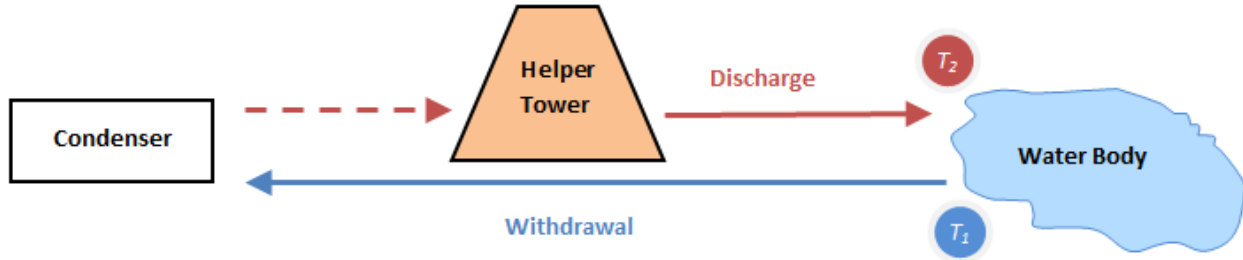 Helper
Tower
Discharge
T2
Condenser
Water Body
Withdrawal
T1